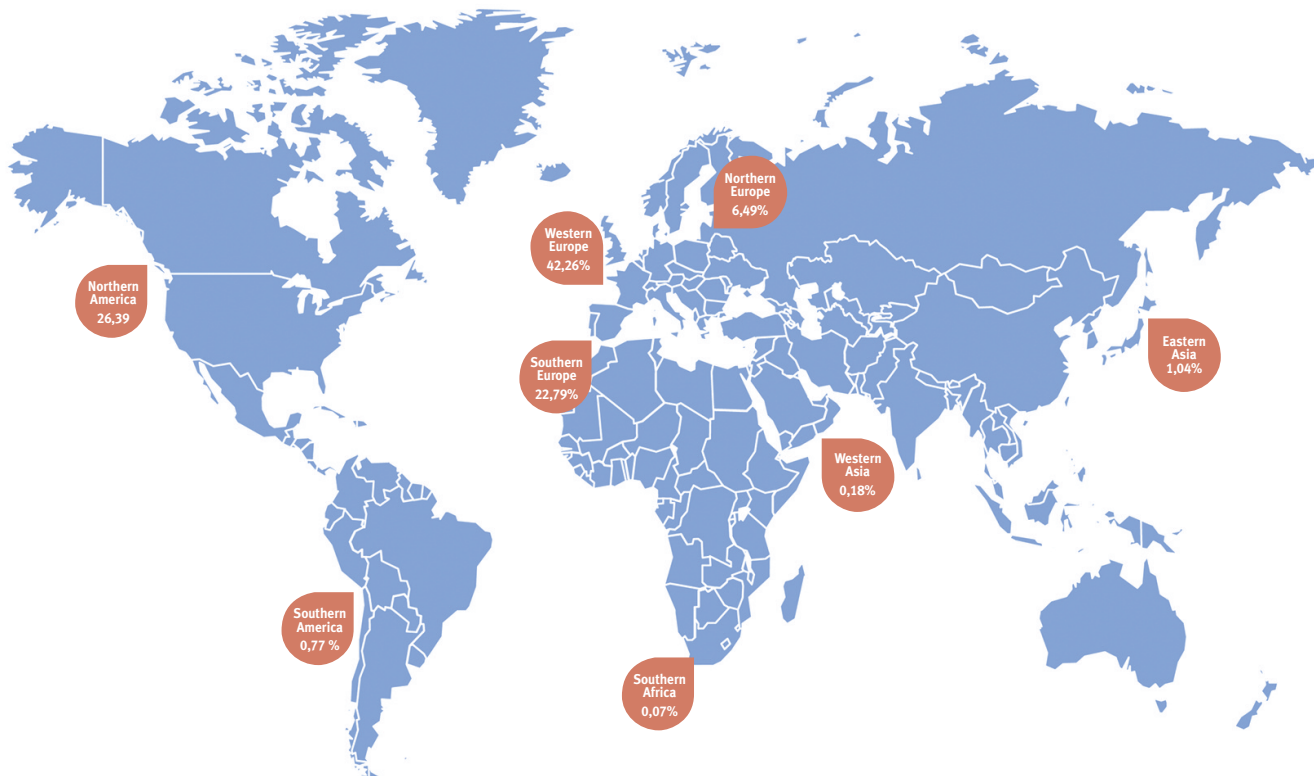 Northern
Europe
6,49%
Western
Europe
42,26%
Northern
America
26,39
Southern
Europe
22,79%
Eastern
Asia
1,04%
Western
Asia
0,18%
Southern
America
0,77 %
Southern
Africa
0,07%